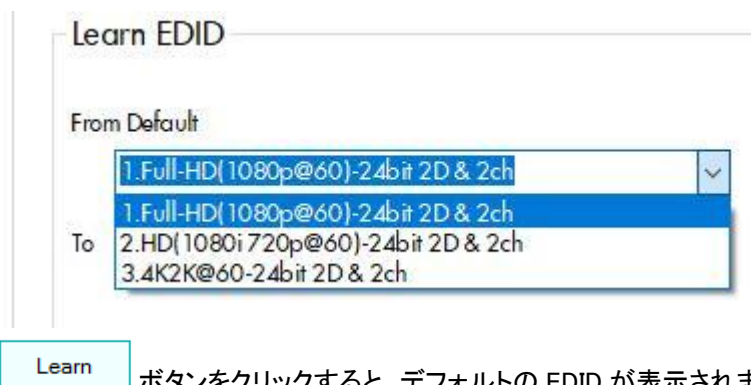 Learn EDID
From Default
1.Full-HD(1080p@60)-24bit 2D & 2ch
1.Full-HD(1080p@60)-24bit 2D & 2ch
To 2.HD(1080i 720p@60)-24bit 2D & 2ch
3.4K2K@60-24bit 2D & 2ch
Learn ボタンをクリックすると、デフォルトの EDID が表示されま